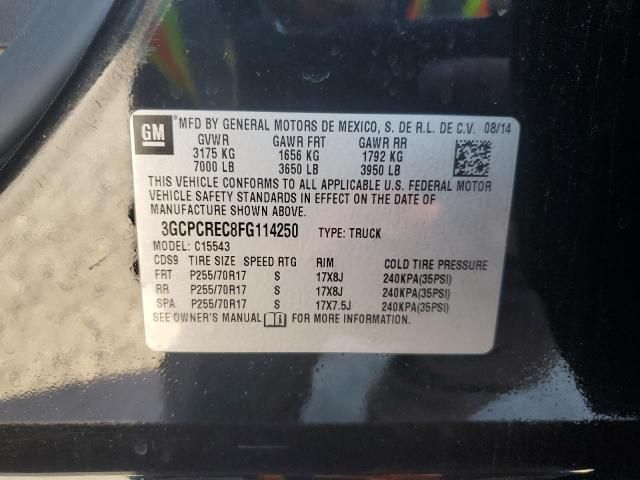 GM
MFD BY GENERAL MOTORS DE MEXICO, S. DE R.L. DE C.V. 08/14
GVWR GAWR FRT GAWR RR
3175 KG 1656 KG 1792 KG
7000 LB 3650 LB 3950 LB
THIS VEHICLE CONFORMS TO ALL APPLICABLE U.S. FEDERAL MOTOR
VEHICLE SAFETY STANDARDS IN EFFECT ON THE DATE OF
MANUFACTURE SHOWN ABOVE.
3GCPCREC8FG114250 TYPE: TRUCK
MODEL: C15543
CDS9 TIRE SIZE SPEED RTG RIM COLD TIRE PRESSURE
FRT P255/70R17 S 17X8J 240KPA(35PSI)
RR P255/70R17 S 17X8J 240KPA(35PSI)
SPA P255/70R17 S 17X7.5J 240KPA(35PSI)
SEE OWNER'S MANUAL FOR MORE INFORMATION.